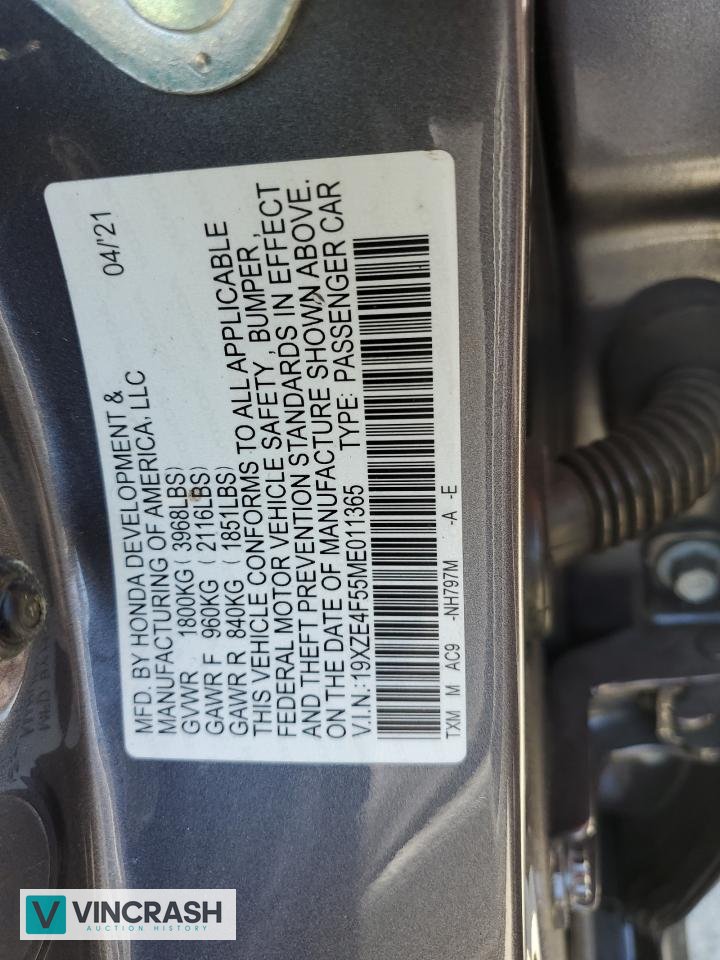 MFD. BY HONDA DEVELOPMENT & 04/'21
MANUFACTURING OF AMERICA, LLC
GVWR 1800KG (3968LBS)
GAWR F 960KG (2116LBS)
GAWR R 840KG (1851LBS)
THIS VEHICLE CONFORMS TO ALL APPLICABLE
FEDERAL MOTOR VEHICLE SAFETY, BUMPER,
AND THEFT PREVENTION STANDARDS IN EFFECT
ON THE DATE OF MANUFACTURE SHOWN ABOVE.
V.I.N.:19XZE4F55ME011365 TYPE: PASSENGER CAR
TXM M AC9 -NH797M -A -E
VINCRASH
AUCTION HISTORY